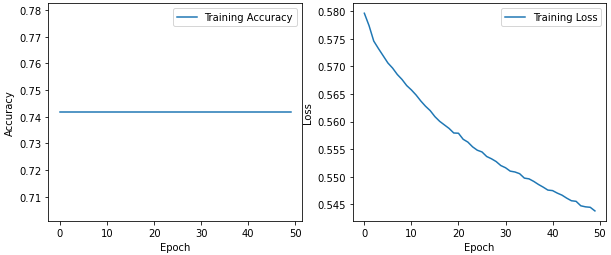 Training Accuracy
0.78
0.77
0.76
0.75
0.74
0.73
0.72
0.71
Accuracy
0 10 20 30 40 50
Epoch
Training Loss
0.580
0.575
0.570
0.565
0.560
0.555
0.550
0.545
Loss
0 10 20 30 40 50
Epoch